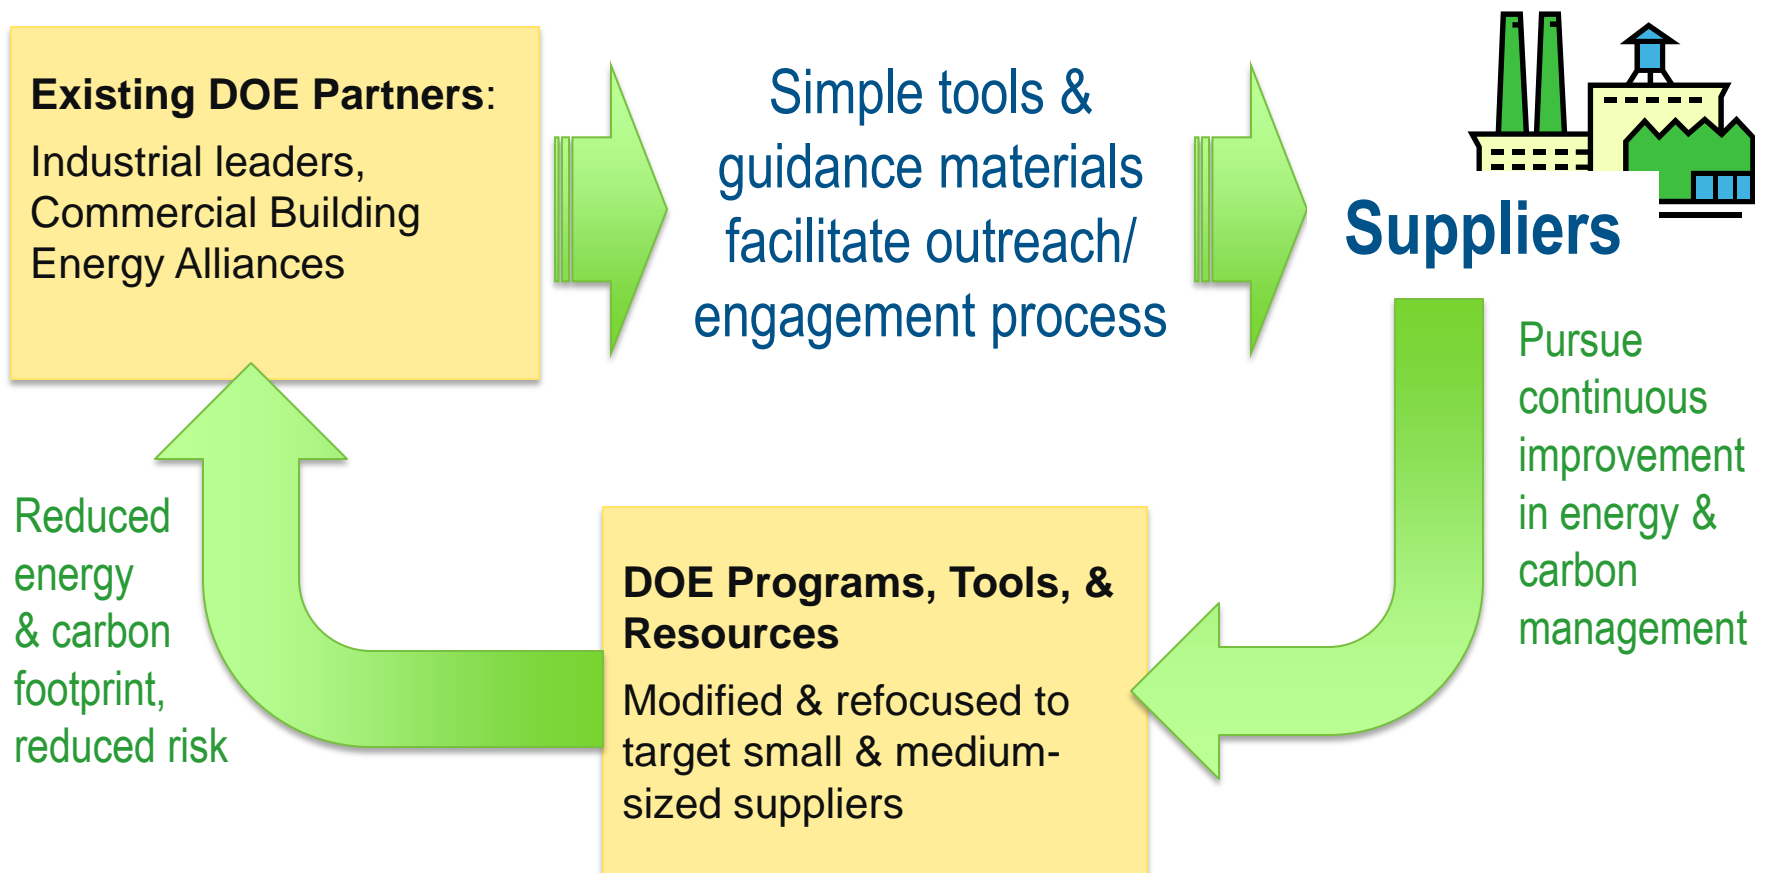 Existing DOE Partners:
Industrial leaders,
Commercial Building
Energy Alliances
Simple tools &
guidance materials
facilitate outreach/
engagement process
Suppliers
Pursue
continuous
improvement
in energy &
carbon
management
DOE Programs, Tools, &
Resources
Modified & refocused to
target small & medium-
sized suppliers
Reduced
energy
& carbon
footprint,
reduced risk